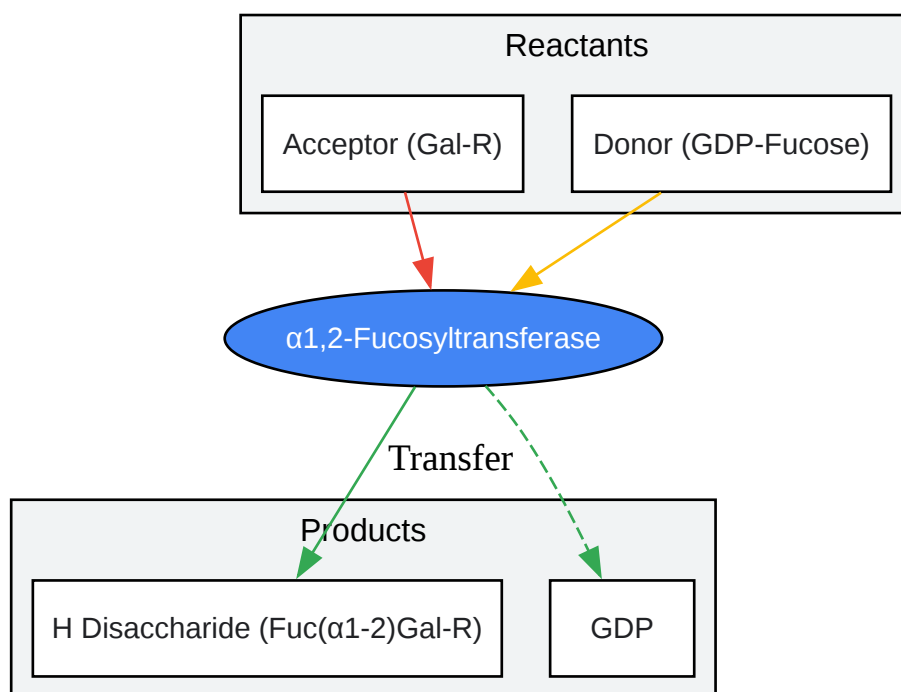 Reactants
Acceptor (Gal-R)
Donor (GDP-Fucose)
α1,2-Fucosyltransferase
Transfer
Products
H Disaccharide (Fuc(α1-2)Gal-R)
GDP